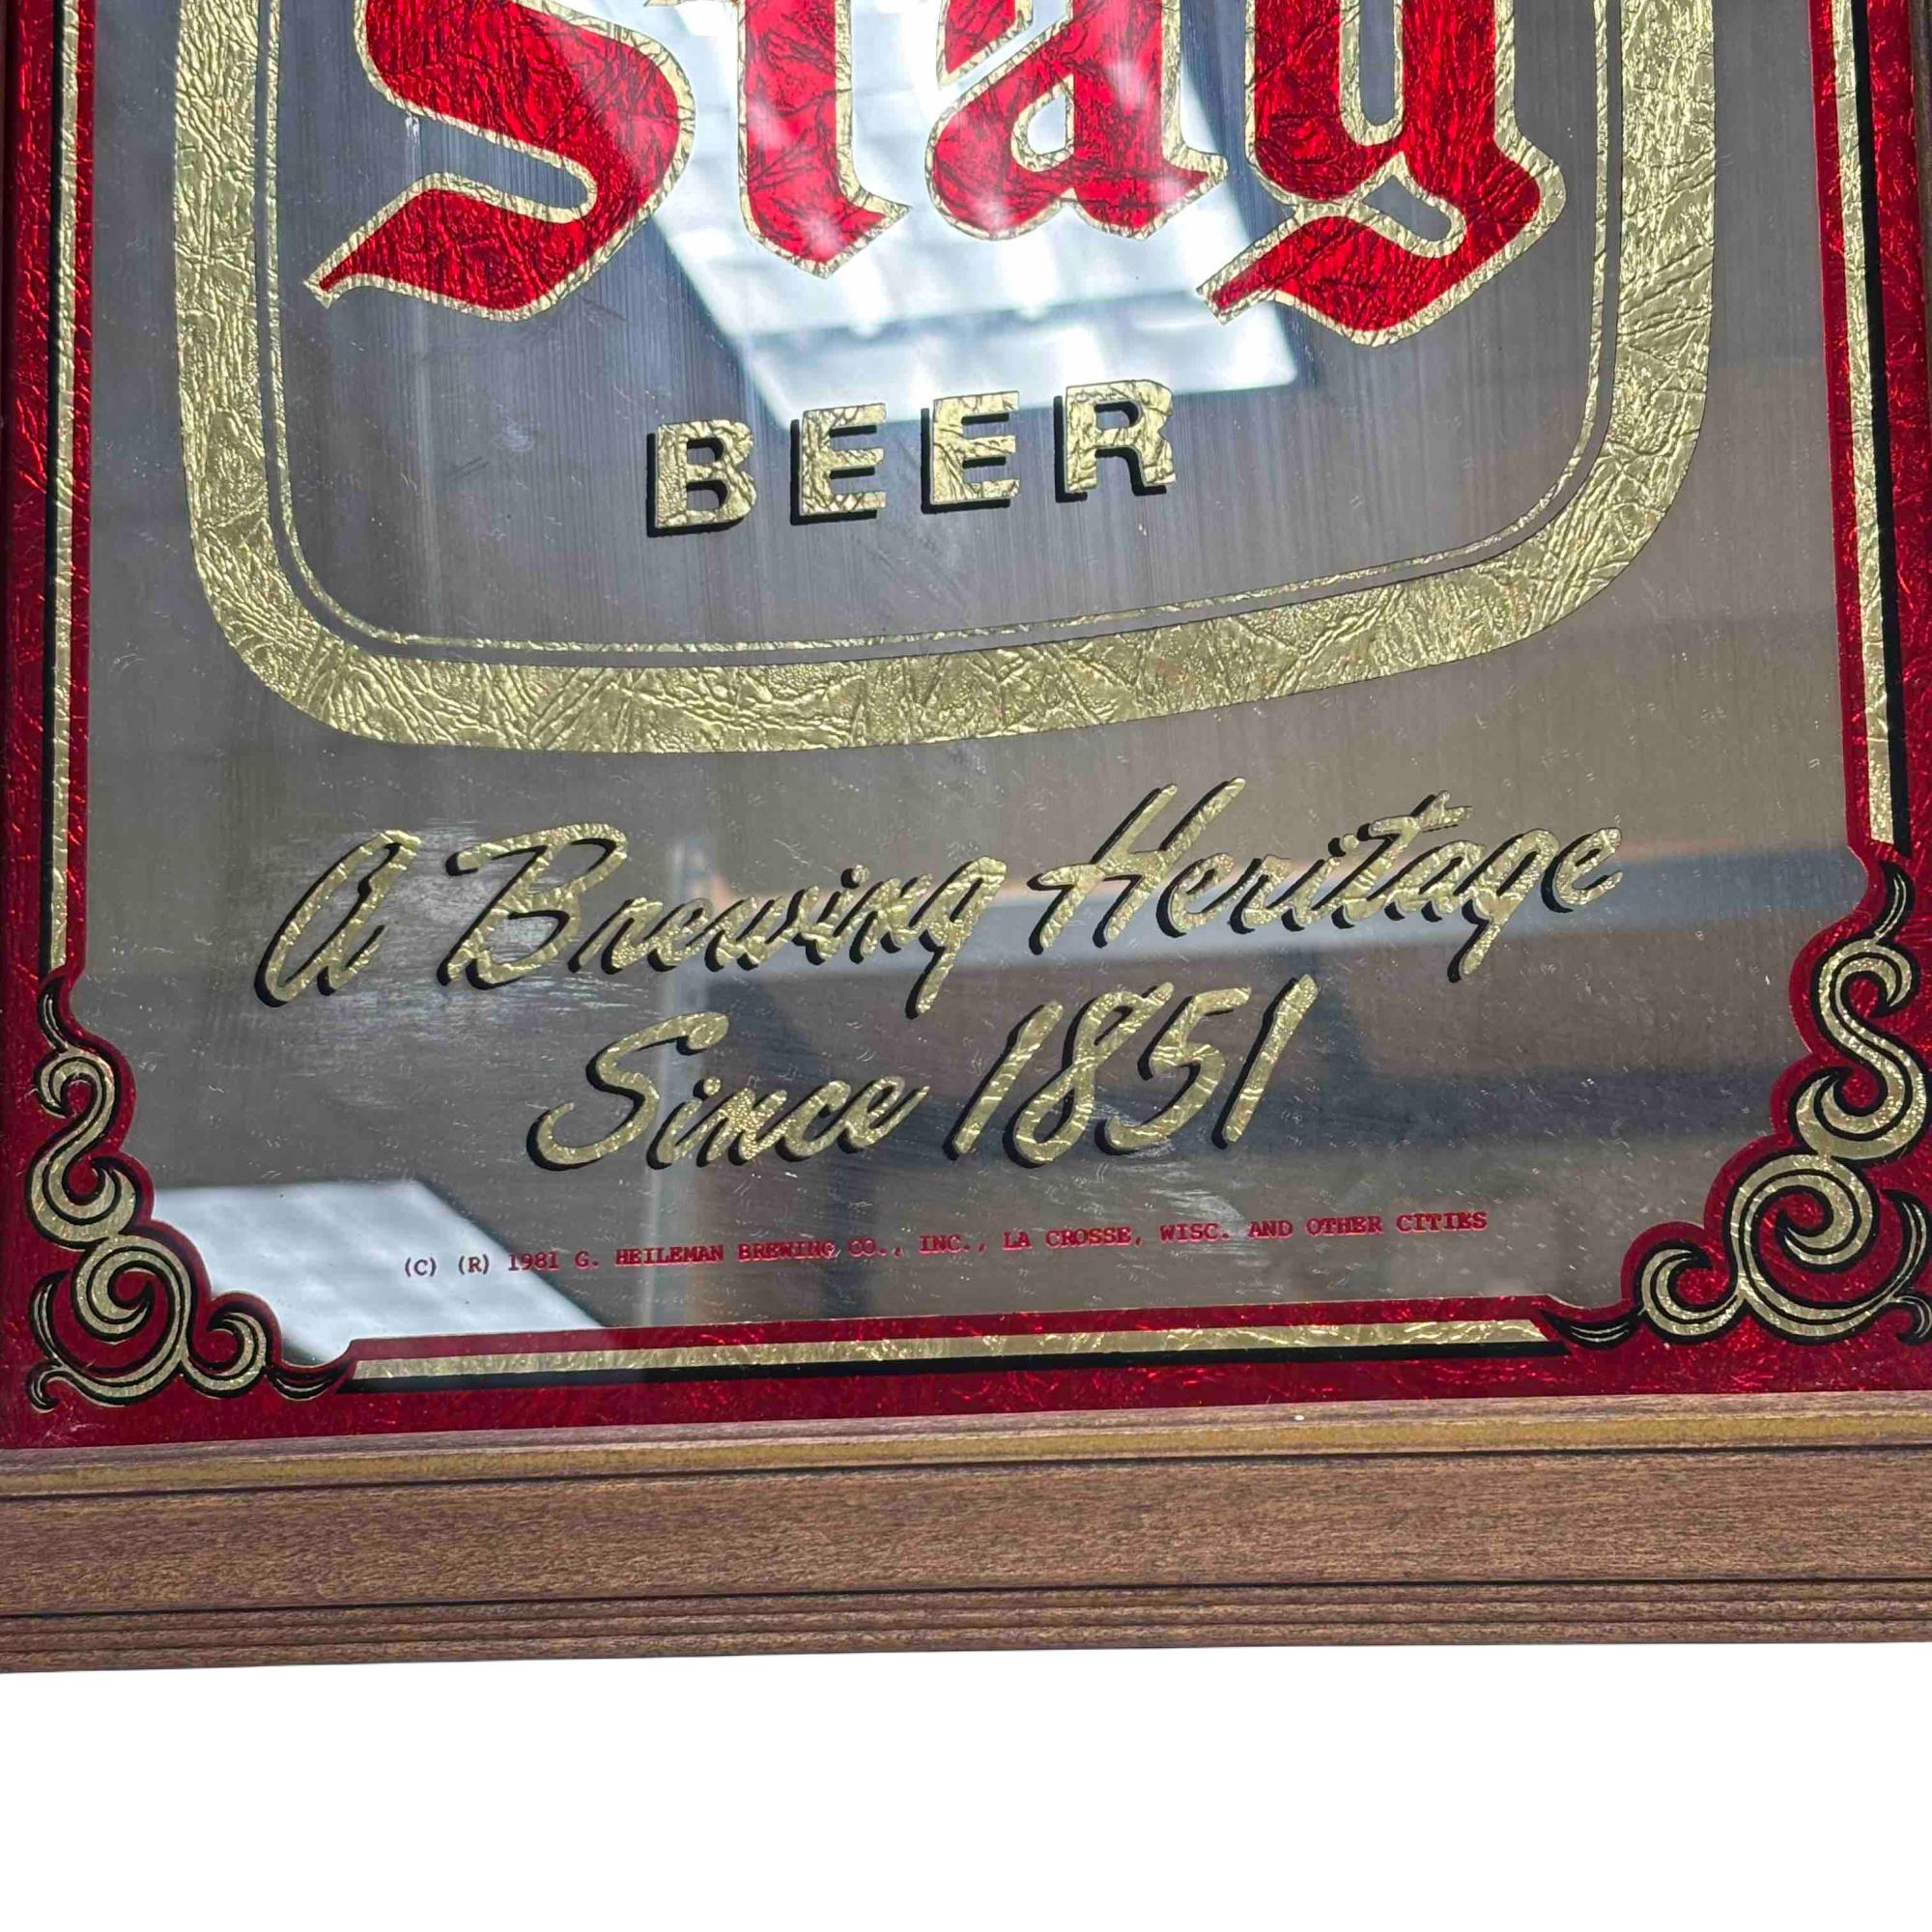 Stag
BEER
A Brewing Heritage
Since 1851
(C) (R) 1981 G. HEILEMAN BREWING CO., INC., LA CROSSE, WISC. AND OTHER CITIES